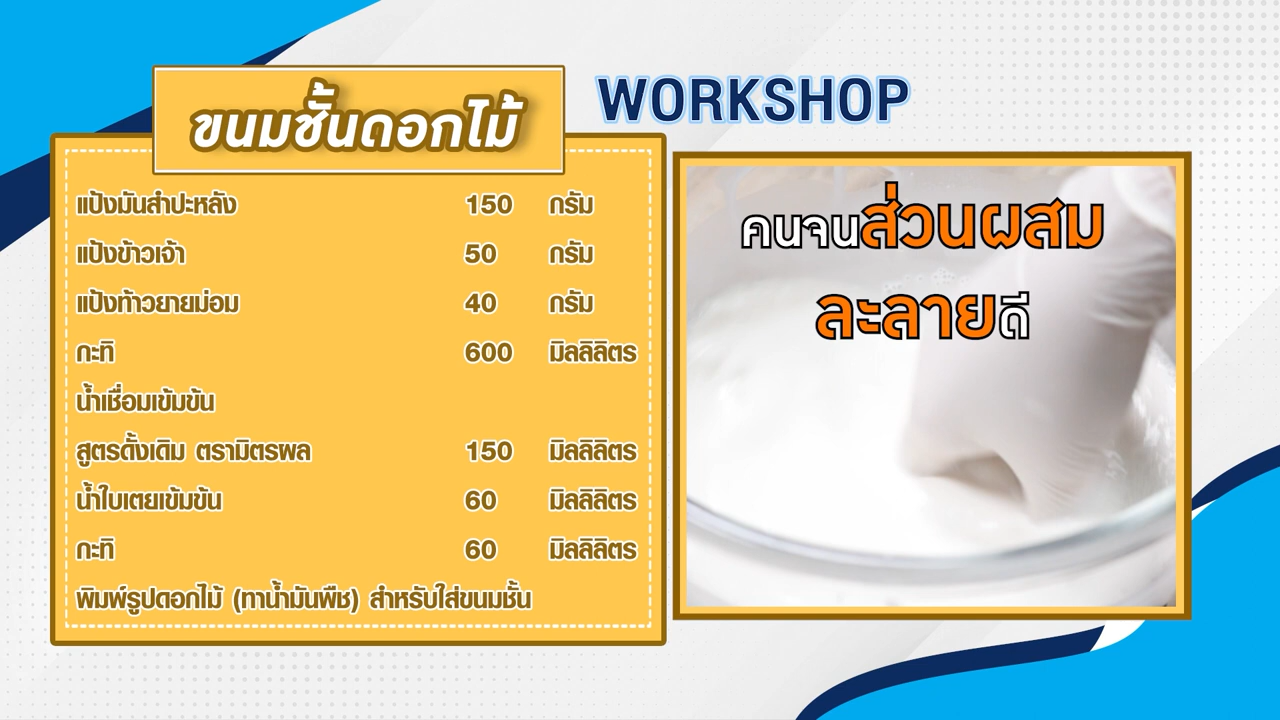 ขนมชั้นดอกไม้
WORKSHOP
แป้งมันสำปะหลัง 150 กรัม
แป้งข้าวเจ้า 50 กรัม
แป้งท้าวยายม่อม 40 กรัม
กะทิ 600 มิลลิลิตร
น้ำเชื่อมเข้มข้น
สูตรดั้งเดิม ตรามิตรผล 150 มิลลิลิตร
น้ำใบเตยเข้มข้น 60 มิลลิลิตร
กะทิ 60 มิลลิลิตร
พิมพ์รูปดอกไม้ (ทาน้ำมันพืช) สำหรับใส่ขนมชั้น
คนจนส่วนผสม
ละลายดี